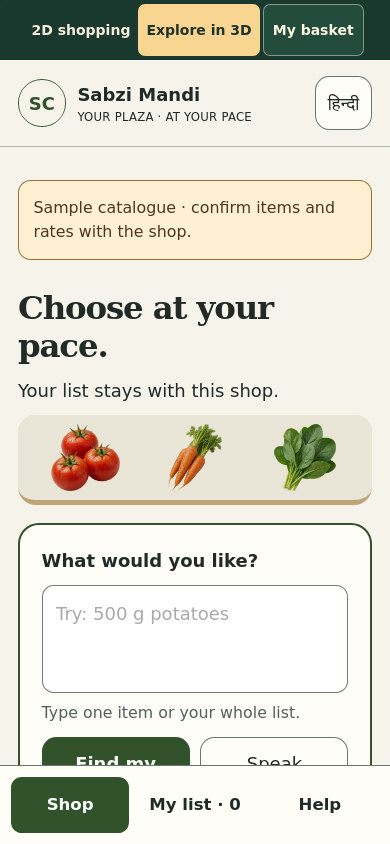 2D shopping
Explore in 3D
My basket
SC
Sabzi Mandi
YOUR PLAZA · AT YOUR PACE
हिन्दी
Sample catalogue · confirm items and
rates with the shop.
Choose at your
pace.
Your list stays with this shop.
What would you like?
Try: 500 g potatoes
Type one item or your whole list.
Find my
Speak
Shop
My list · 0
Help